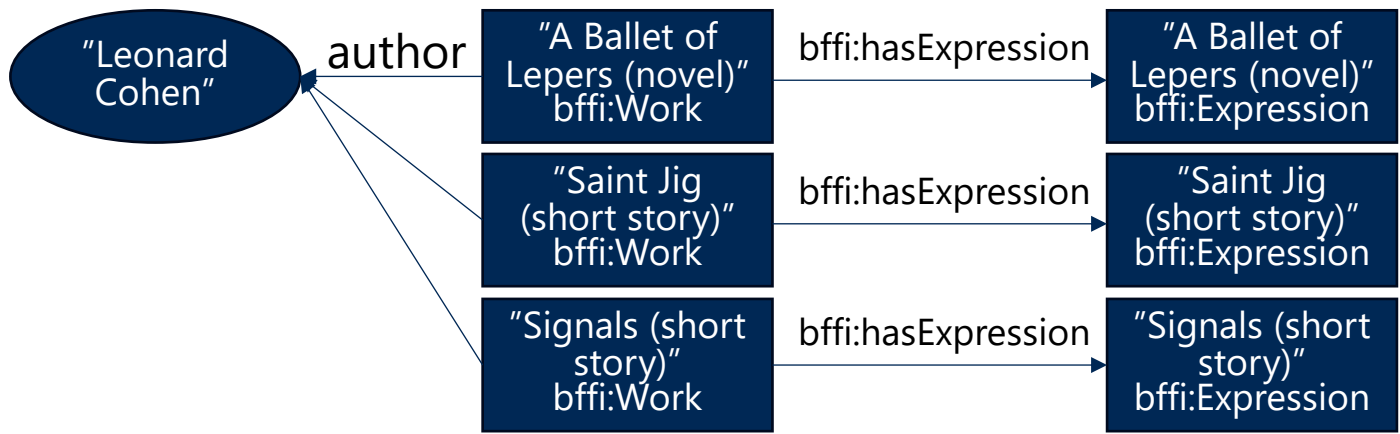 "Leonard
Cohen"
author
"A Ballet of
Lepers (novel)"
bffi:Work
bffi:hasExpression
"A Ballet of
Lepers (novel)"
bffi:Expression
"Saint Jig
(short story)"
bffi:Work
bffi:hasExpression
"Saint Jig
(short story)"
bffi:Expression
"Signals (short
story)"
bffi:Work
bffi:hasExpression
"Signals (short
story)"
bffi:Expression